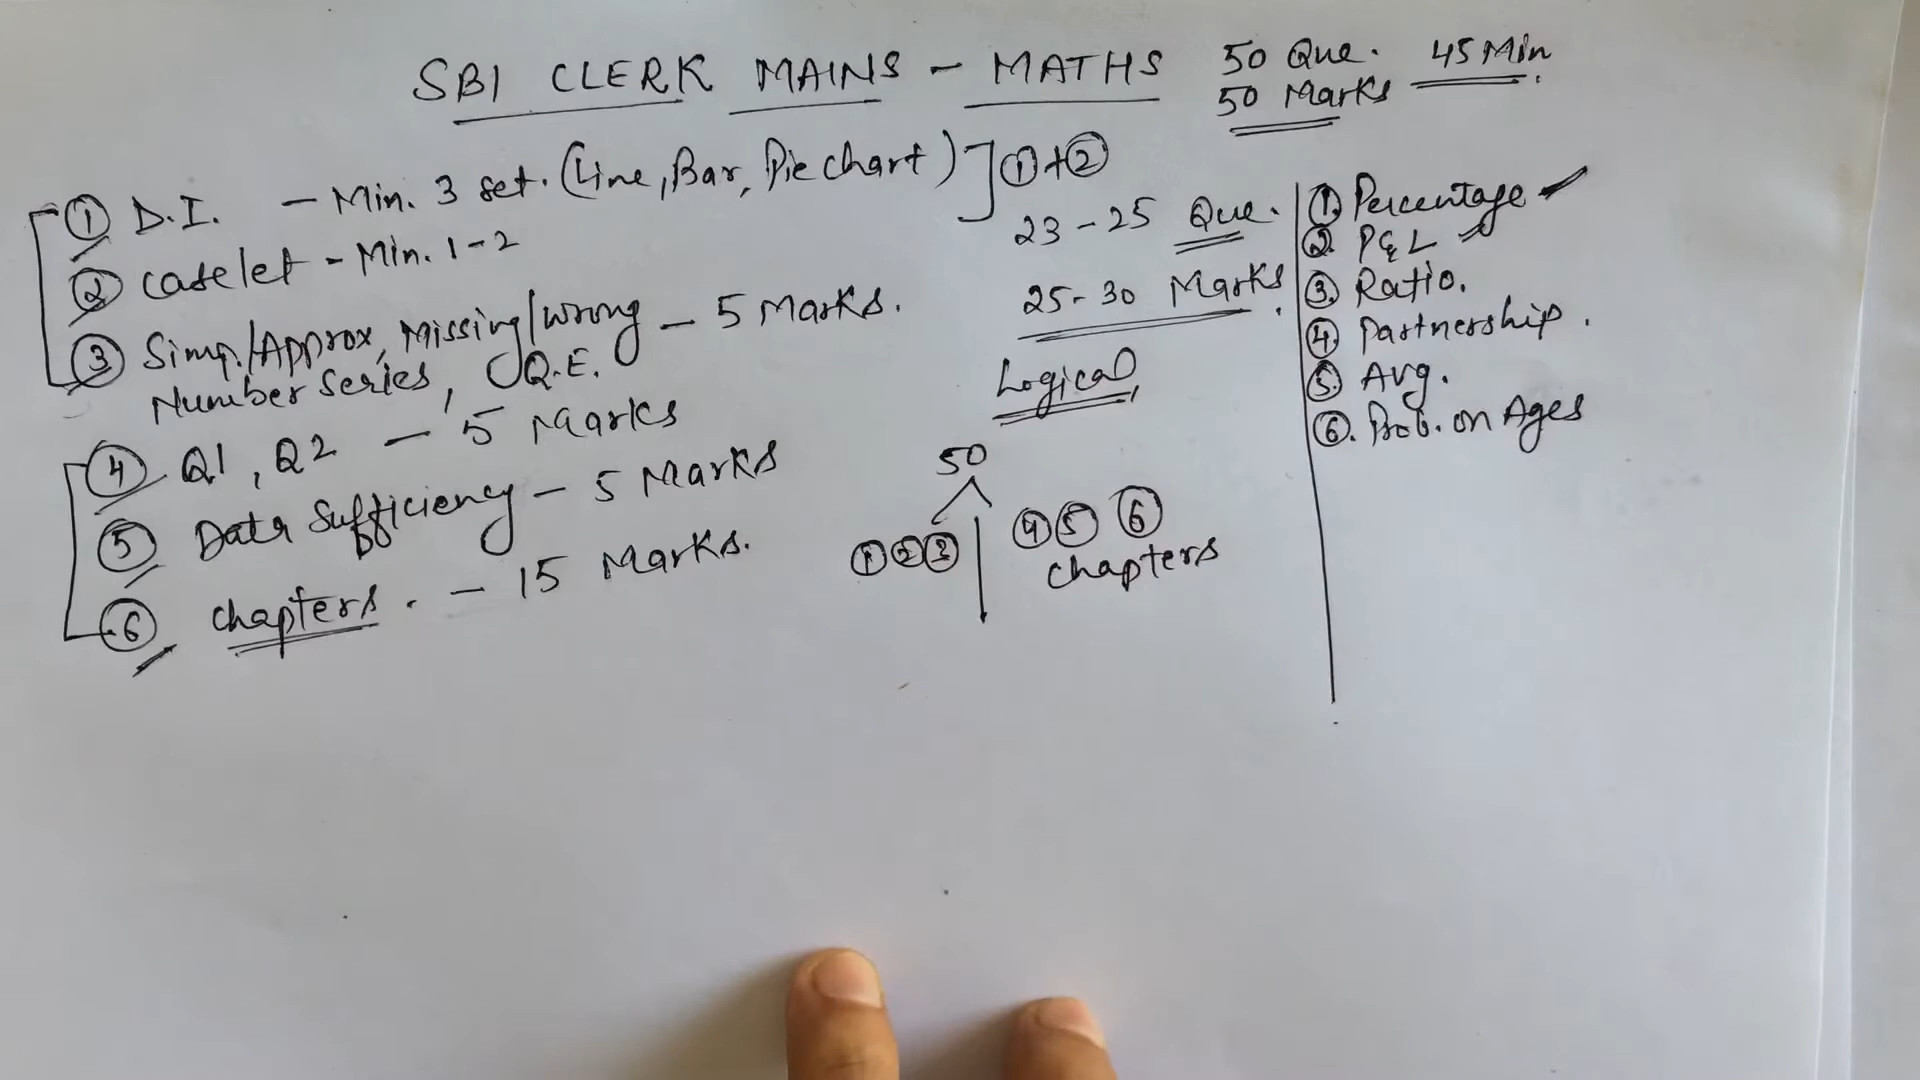 SBI CLERK MAINS - MATHS
50 Que. 45 Min.
50 Marks
① D.I. - Min. 3 set. (Line, Bar, Pie chart) ] ①+②
② Caselet - Min. 1-2
23-25 Que.
25-30 Marks.
③ Simp./Approx, Missing/Wrong - 5 Marks.
Number Series, Q.E.
④ Q1, Q2 - 5 Marks
⑤ Data Sufficiency - 5 Marks
⑥ chapters. - 15 Marks.
Logical,
50
①②③ | ④⑤⑥
chapters
① Percentage
② P&L
③ Ratio.
④ Partnership.
⑤ Avg.
⑥. Prob. on Ages